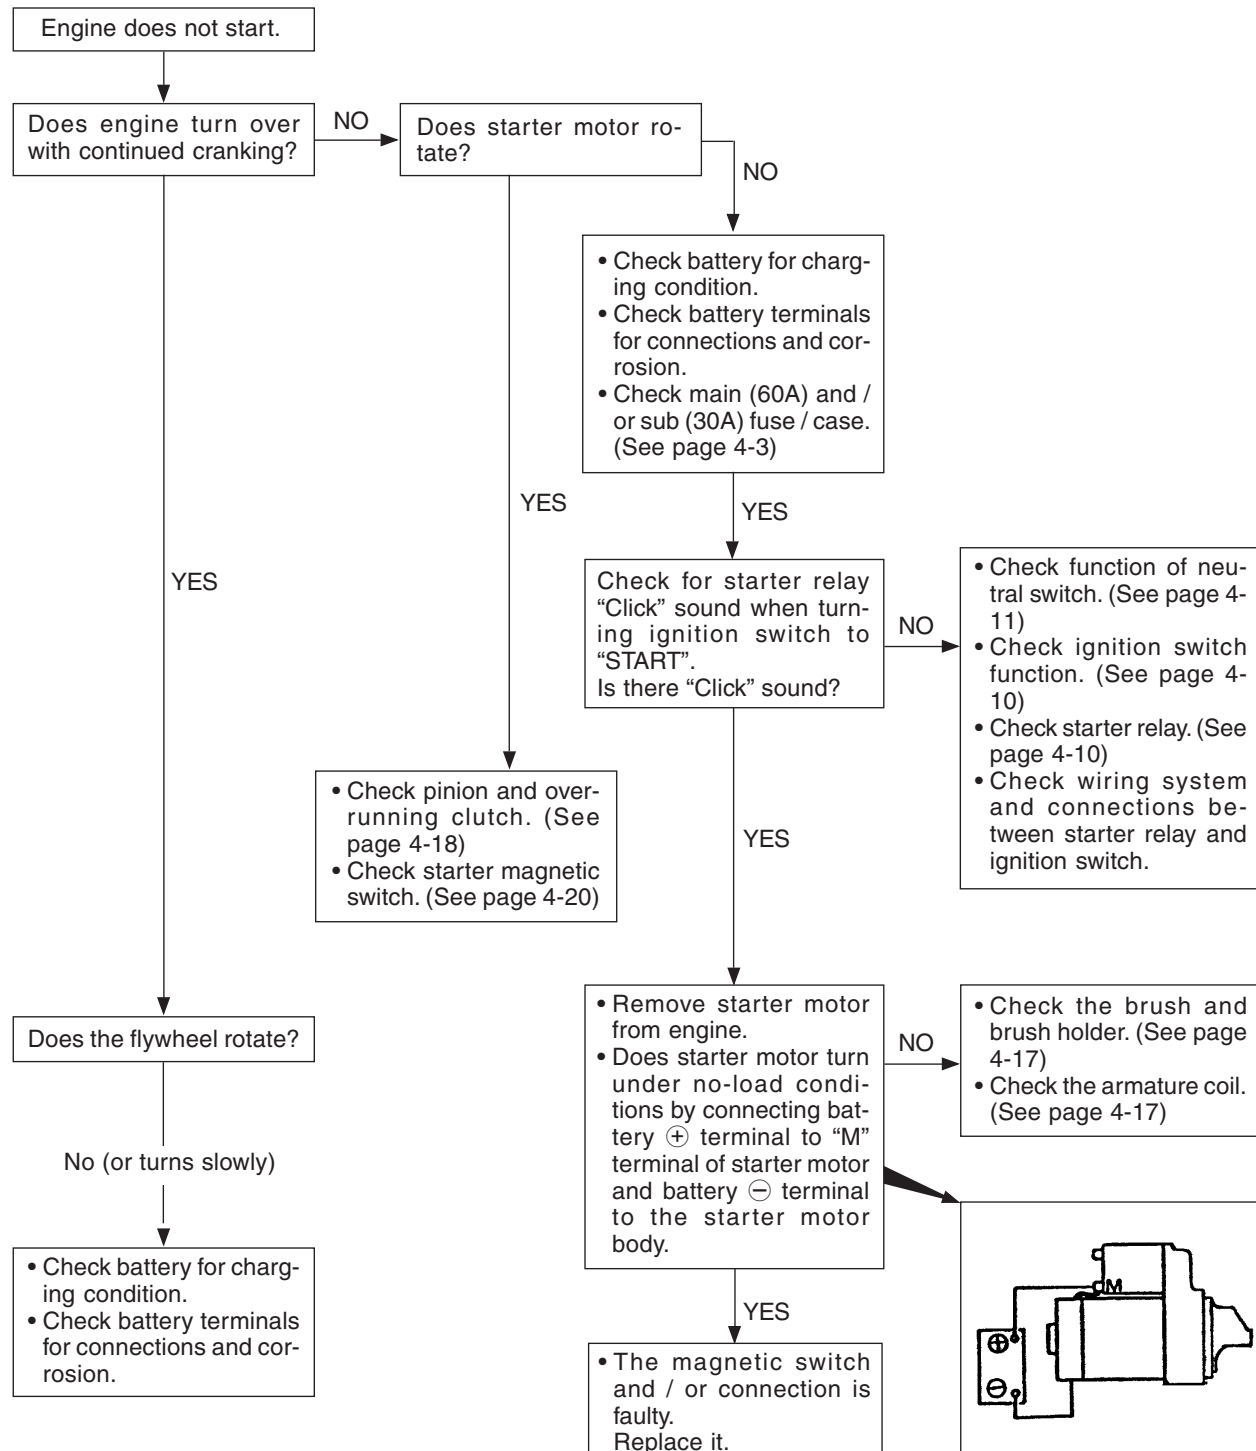 Engine does not start.
Does engine turn over
with continued cranking?
NO
Does starter motor ro-
tate?
NO
• Check battery for charg-
ing condition.
• Check battery terminals
for connections and cor-
rosion.
• Check main (60A) and /
or sub (30A) fuse / case.
(See page 4-3)
YES
YES
YES
Check for starter relay
“Click” sound when turn-
ing ignition switch to
“START”.
Is there “Click” sound?
NO
• Check function of neu-
tral switch. (See page 4-
11)
• Check ignition switch
function. (See page 4-
10)
• Check starter relay. (See
page 4-10)
• Check wiring system
and connections be-
tween starter relay and
ignition switch.
• Check pinion and over-
running clutch. (See
page 4-18)
• Check starter magnetic
switch. (See page 4-20)
YES
Does the flywheel rotate?
No (or turns slowly)
• Check battery for charg-
ing condition.
• Check battery terminals
for connections and cor-
rosion.
• Remove starter motor
from engine.
• Does starter motor turn
under no-load condi-
tions by connecting bat-
tery ⊕ terminal to “M”
terminal of starter motor
and battery ⊖ terminal
to the starter motor
body.
NO
• Check the brush and
brush holder. (See page
4-17)
• Check the armature coil.
(See page 4-17)
YES
• The magnetic switch
and / or connection is
faulty.
Replace it.
M
⊕
⊖